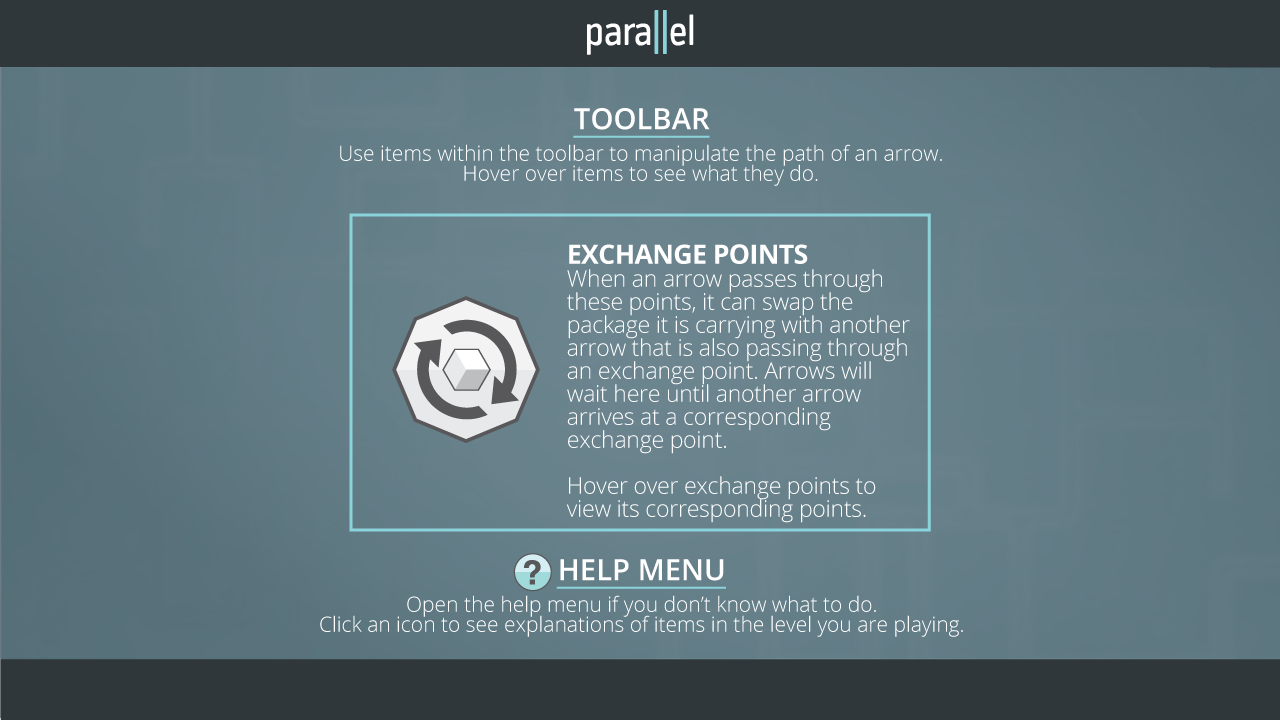 parallel
TOOLBAR
Use items within the toolbar to manipulate the path of an arrow.
Hover over items to see what they do.
EXCHANGE POINTS
When an arrow passes through
these points, it can swap the
package it is carrying with another
arrow that is also passing through
an exchange point. Arrows will
wait here until another arrow
arrives at a corresponding
exchange point.
Hover over exchange points to
view its corresponding points.
? HELP MENU
Open the help menu if you don’t know what to do.
Click an icon to see explanations of items in the level you are playing.